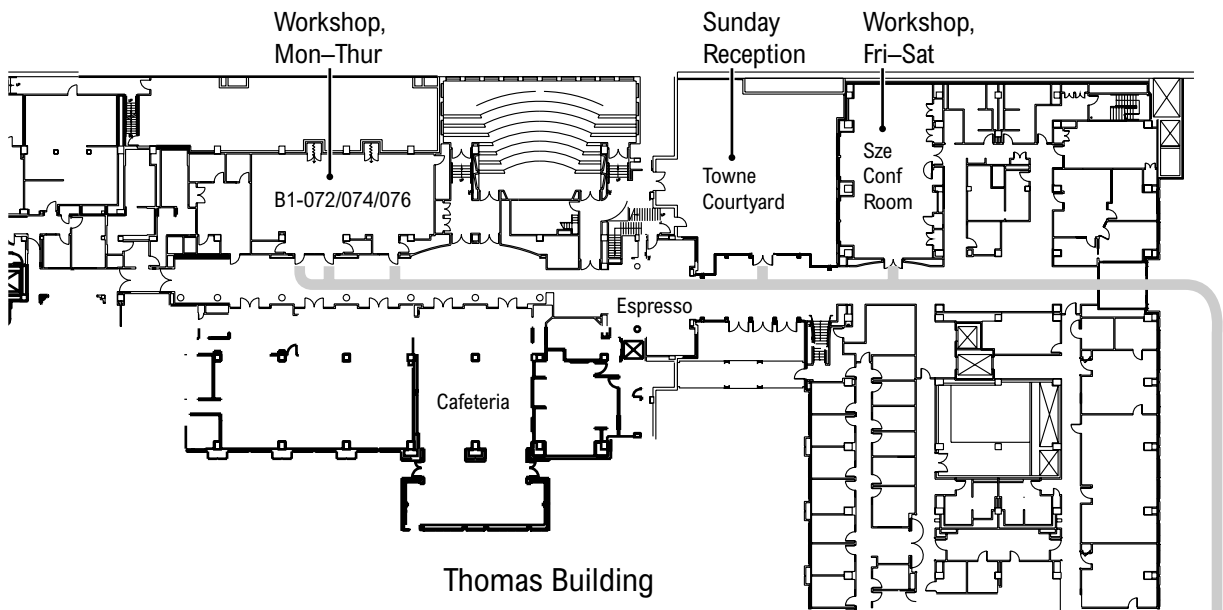 Workshop,
Mon–Thur
Sunday
Reception
Workshop,
Fri–Sat
B1-072/074/076
Towne
Courtyard
Sze
Conf
Room
Espresso
Cafeteria
Thomas Building